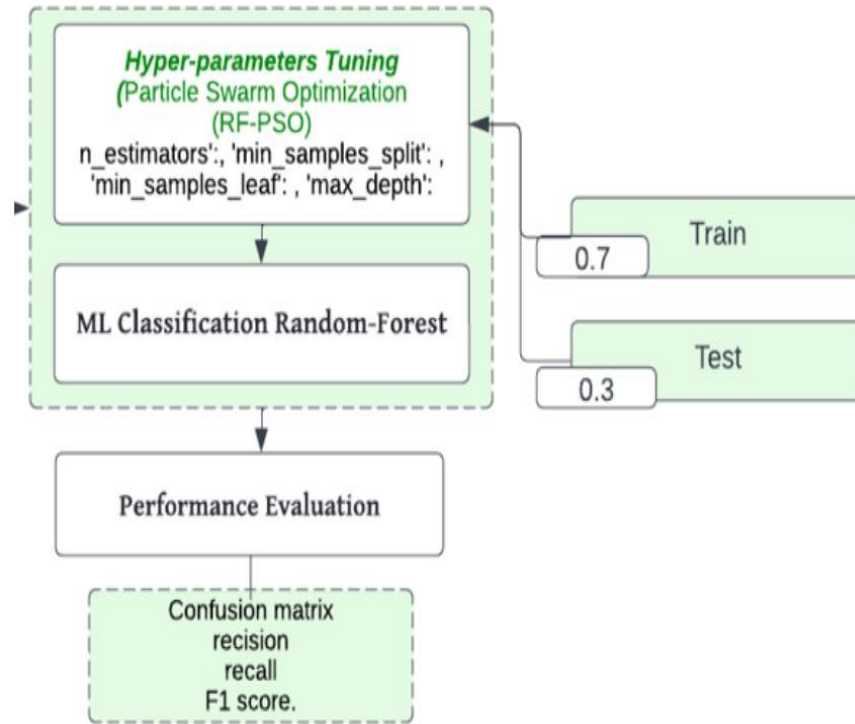 Hyper-parameters Tuning
(Particle Swarm Optimization
(RF-PSO)
n_estimators':, 'min_samples_split': ,
'min_samples_leaf': , 'max_depth':
ML Classification Random-Forest
Train
0.7
Test
0.3
Performance Evaluation
Confusion matrix
recision
recall
F1 score.